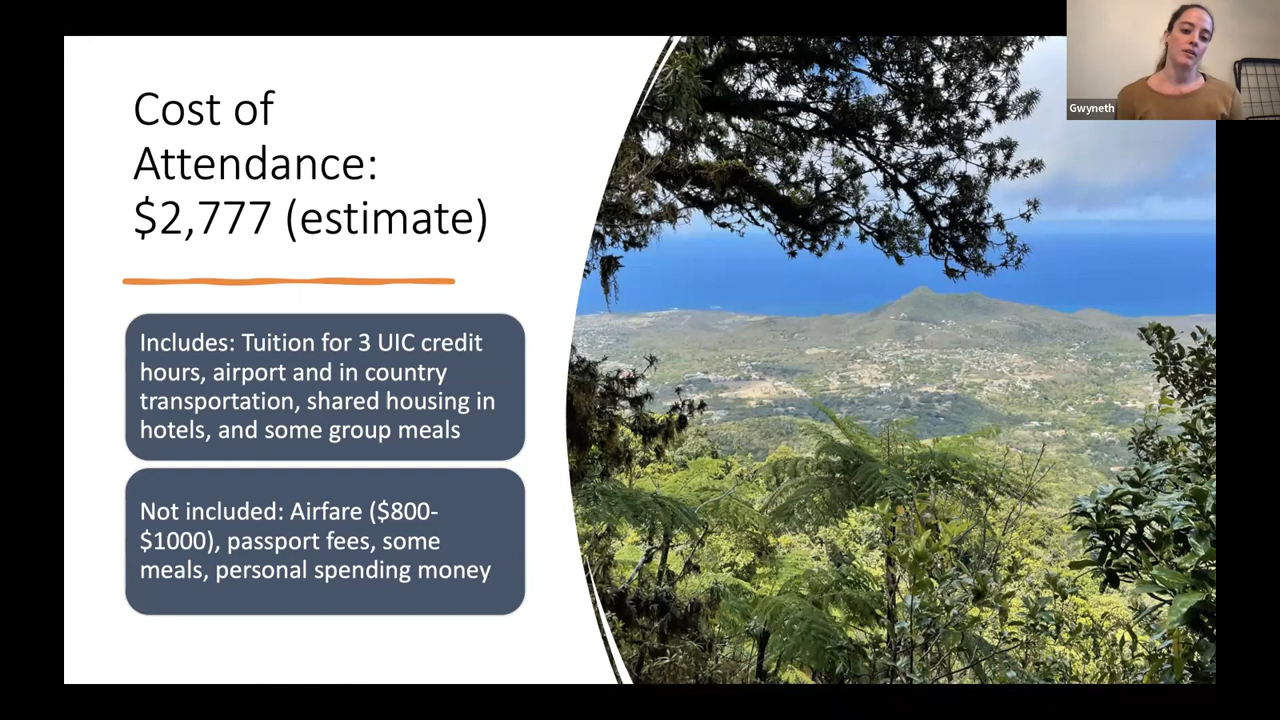 Cost of
Attendance:
$2,777 (estimate)
Includes: Tuition for 3 UIC credit
hours, airport and in country
transportation, shared housing in
hotels, and some group meals
Not included: Airfare ($800-
$1000), passport fees, some
meals, personal spending money
Gwyneth